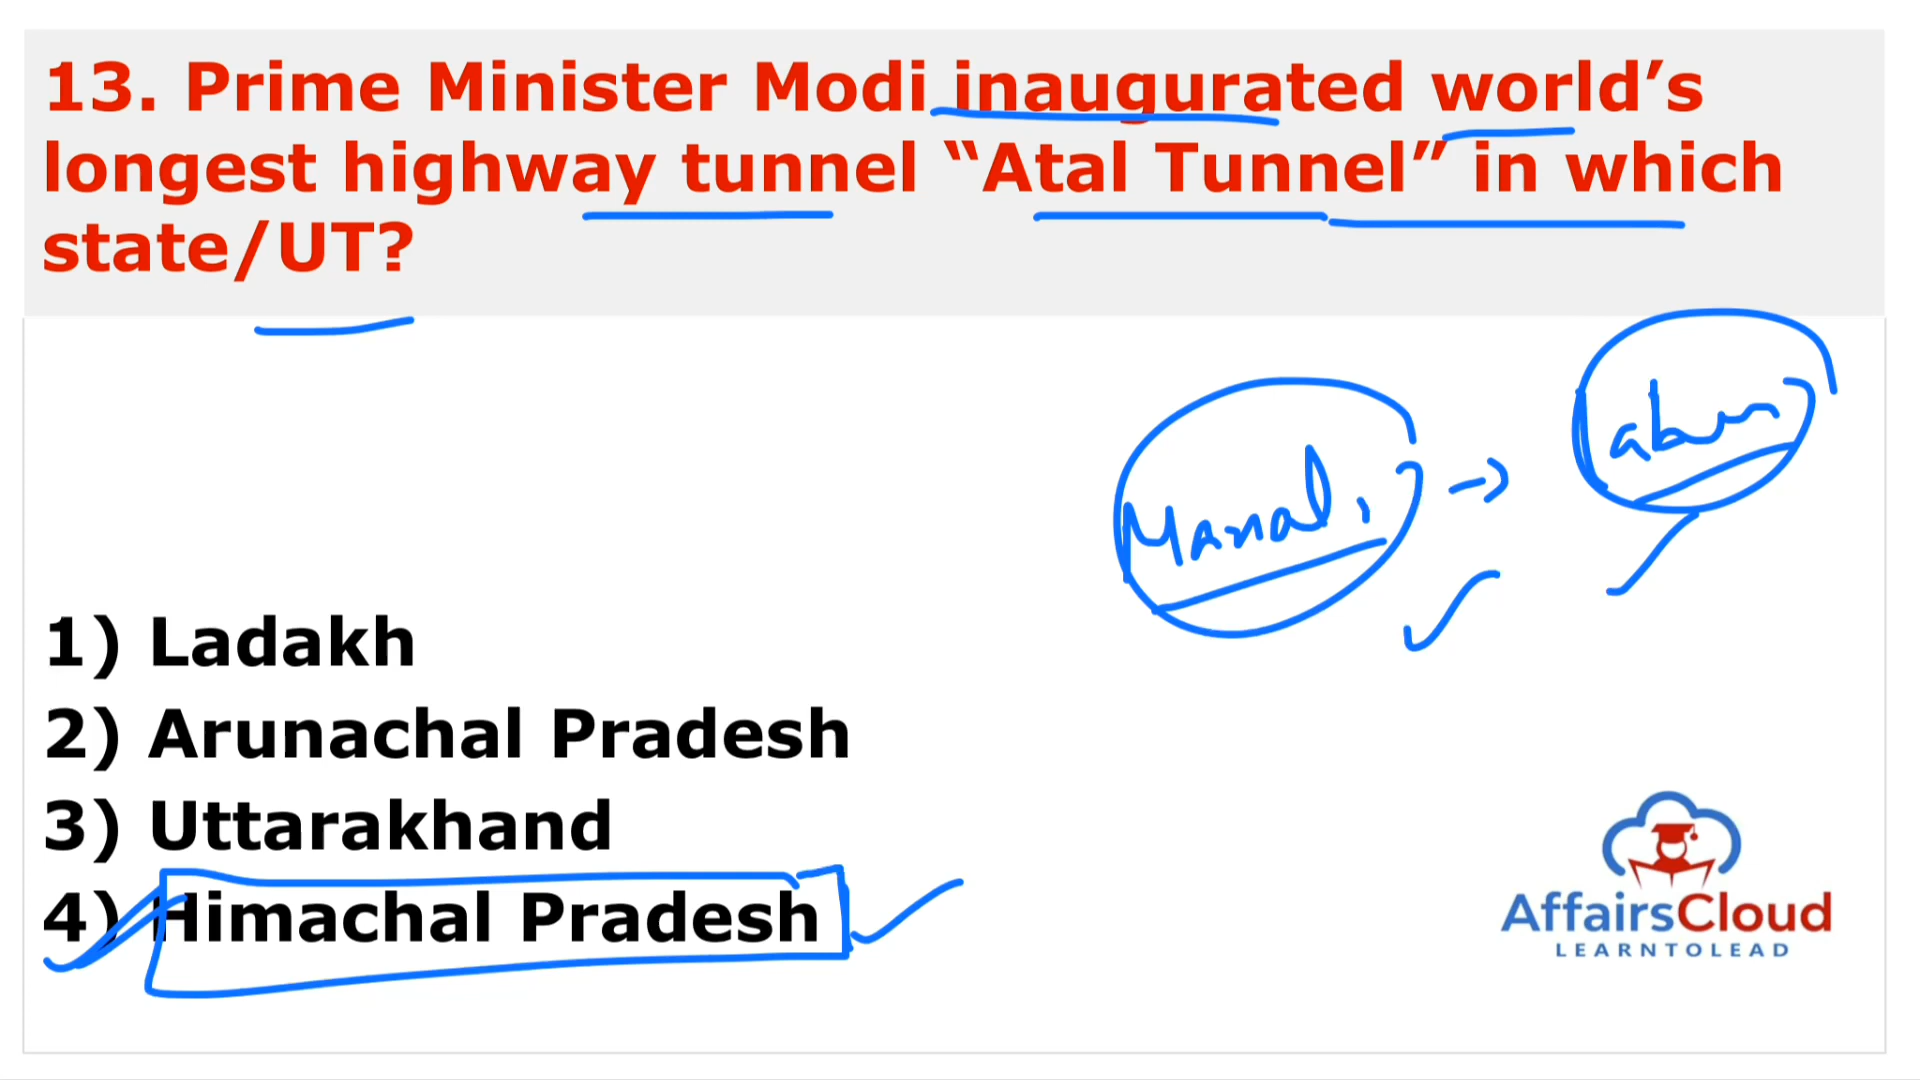 13. Prime Minister Modi inaugurated world’s
longest highway tunnel “Atal Tunnel” in which
state/UT?
Manali
1) Ladakh
2) Arunachal Pradesh
3) Uttarakhand
4) Himachal Pradesh
AffairsCloud
LEARNTOLEAD